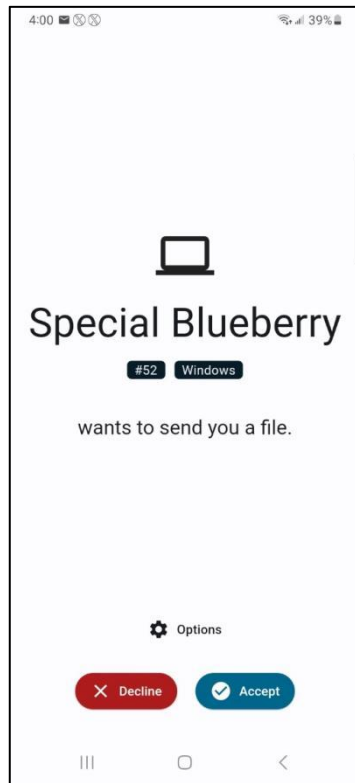 4:00 39%
Special Blueberry
#52 Windows
wants to send you a file.
Options
Decline Accept